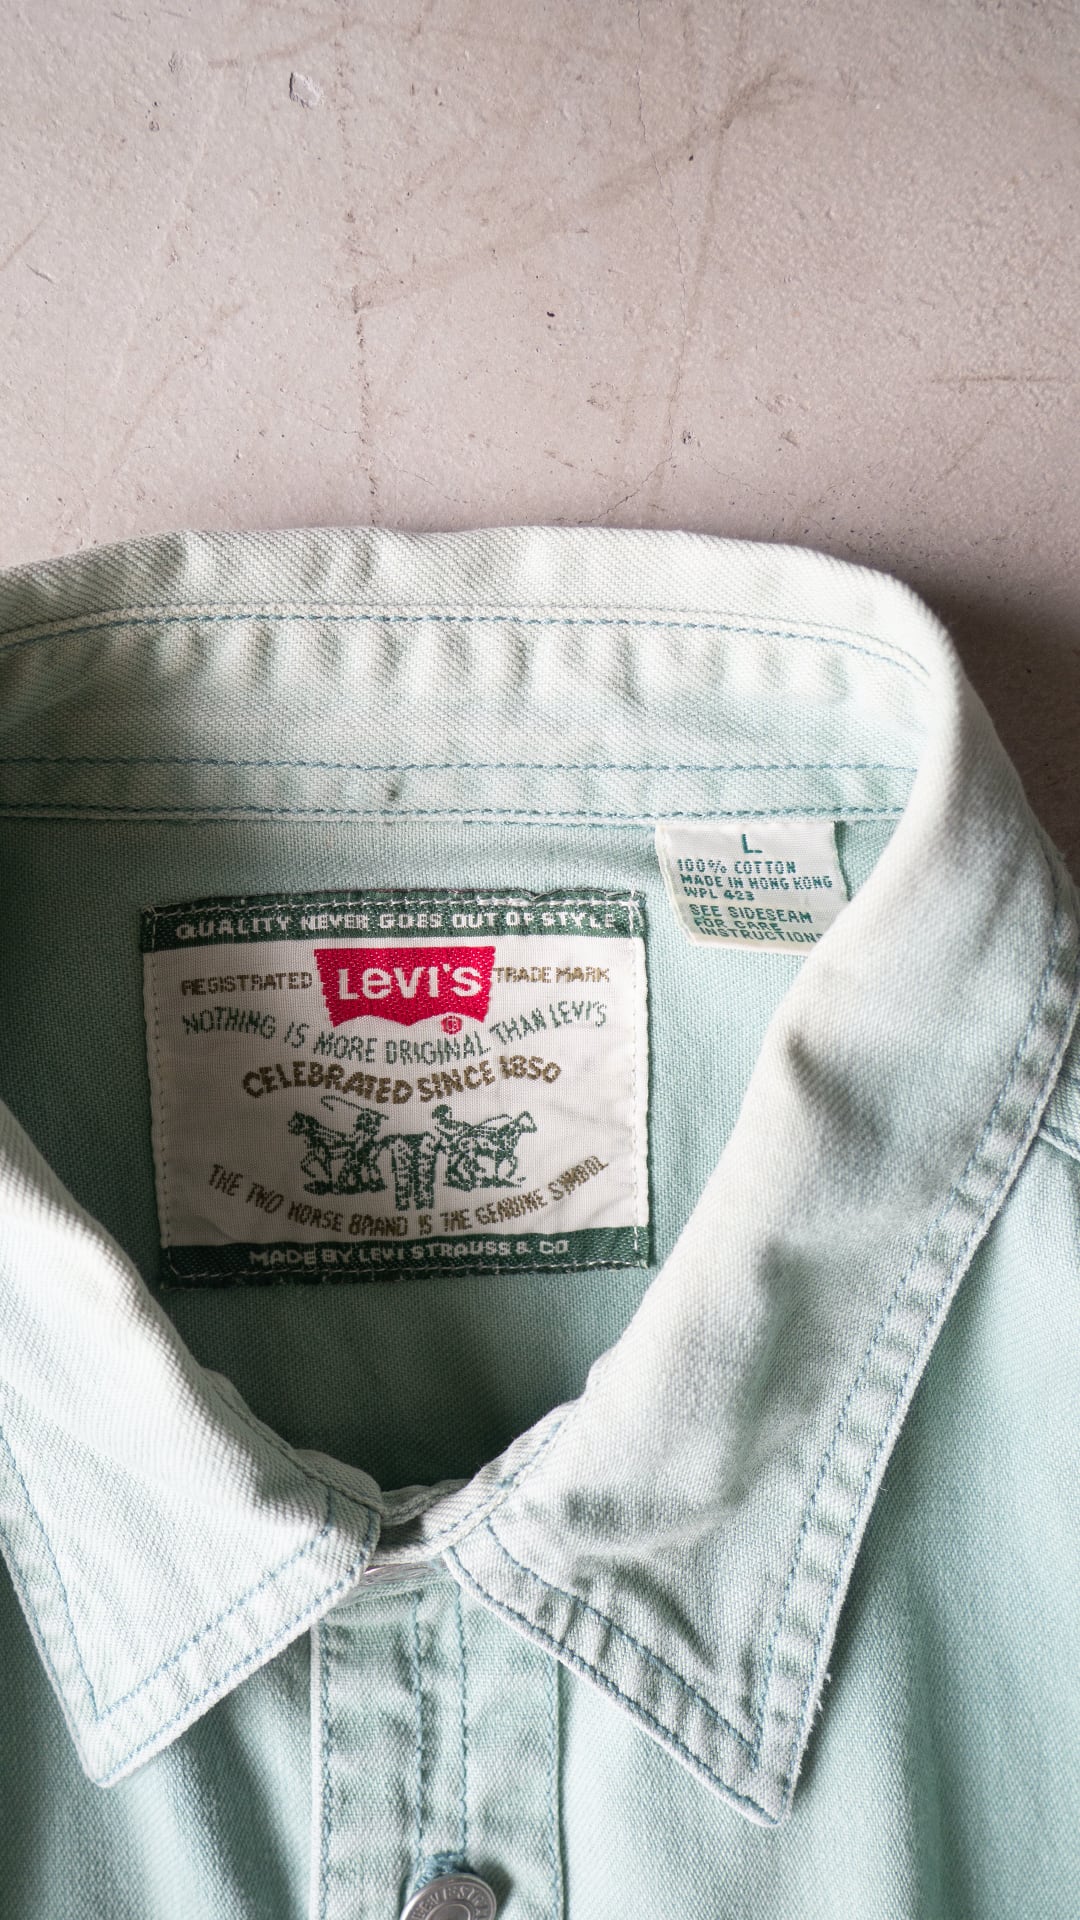 L
100% COTTON
MADE IN HONG KONG
WPL 423
SEE SIDESEAM
FOR CARE
INSTRUCTIONS
QUALITY NEVER GOES OUT OF STYLE
REGISTRATED LEVI'S TRADE MARK
NOTHING IS MORE ORIGINAL THAN LEVI'S
CELEBRATED SINCE 1850
THE TWO HORSE BRAND IS THE GENUINE SYMBOL
MADE BY LEVI STRAUSS & CO